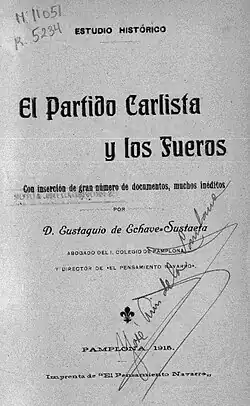 N. 11051
R. 5234
ESTUDIO HISTÓRICO
El Partido Carlista
y los Fueros
Con inserción de gran número de documentos, muchos inéditos
POR
D. Eustaquio de Echave-Sustaeta
ABOGADO DEL I. COLEGIO DE PAMPLONA
Y DIRECTOR DE «EL PENSAMIENTO NAVARRO»
PAMPLONA 1915.
Imprenta de "El Pensamiento Navarro„